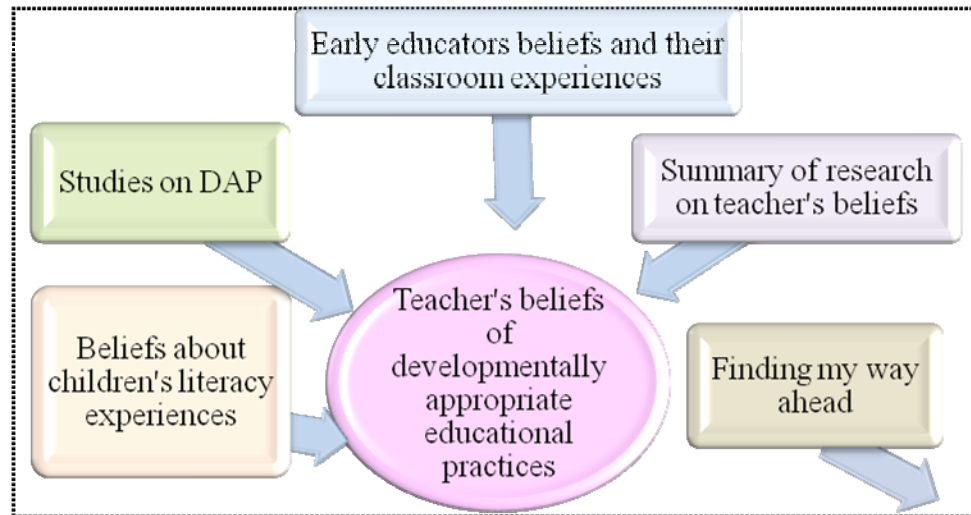 Early educators beliefs and their
classroom experiences
Studies on DAP
Summary of research
on teacher's beliefs
Beliefs about
children's literacy
experiences
Teacher's beliefs
of
developmentally
appropriate
educational
practices
Finding my way
ahead